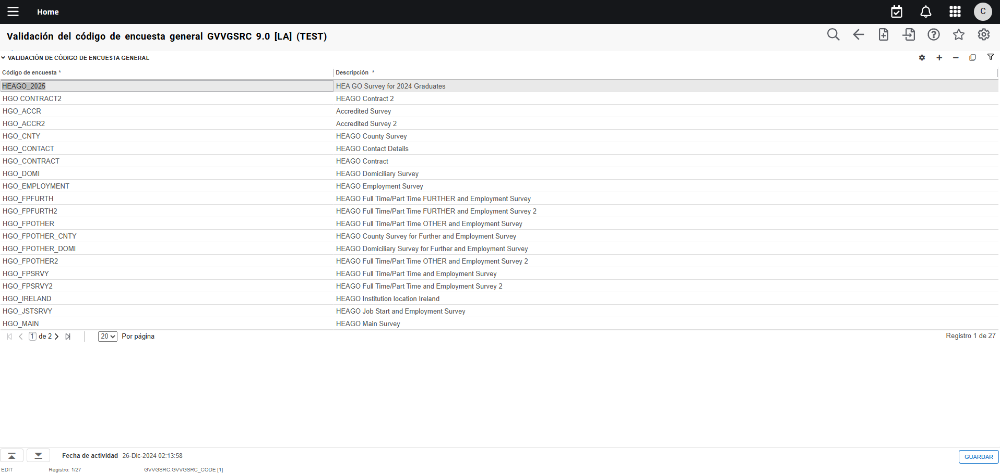 Home
C
Validación del código de encuesta general GVVGSRC 9.0 [LA] (TEST)
VALIDACIÓN DE CÓDIGO DE ENCUESTA GENERAL
Código de encuesta * Descripción *
HEAGO_2025 HEA GO Survey for 2024 Graduates
HGO CONTRACT2 HEAGO Contract 2
HGO_ACCR Accredited Survey
HGO_ACCR2 Accredited Survey 2
HGO_CNTY HEAGO County Survey
HGO_CONTACT HEAGO Contact Details
HGO_CONTRACT HEAGO Contract
HGO_DOMI HEAGO Domiciliary Survey
HGO_EMPLOYMENT HEAGO Employment Survey
HGO_FPFURTH HEAGO Full Time/Part Time FURTHER and Employment Survey
HGO_FPFURTH2 HEAGO Full Time/Part Time FURTHER and Employment Survey 2
HGO_FPOTHER HEAGO Full Time/Part Time OTHER and Employment Survey
HGO_FPOTHER_CNTY HEAGO County Survey for Further and Employment Survey
HGO_FPOTHER_DOMI HEAGO Domiciliary Survey for Further and Employment Survey
HGO_FPOTHER2 HEAGO Full Time/Part Time OTHER and Employment Survey 2
HGO_FPSRVY HEAGO Full Time/Part Time and Employment Survey
HGO_FPSRVY2 HEAGO Full Time/Part Time and Employment Survey 2
HGO_IRELAND HEAGO Institution location Ireland
HGO_JSTSRVY HEAGO Job Start and Employment Survey
HGO_MAIN HEAGO Main Survey
1 de 2 20 Por página Registro 1 de 27
Fecha de actividad 26-Dic-2024 02:13:58 GUARDAR
EDIT Registro: 1/27 GVVGSRC.GVVGSRC_CODE [1]